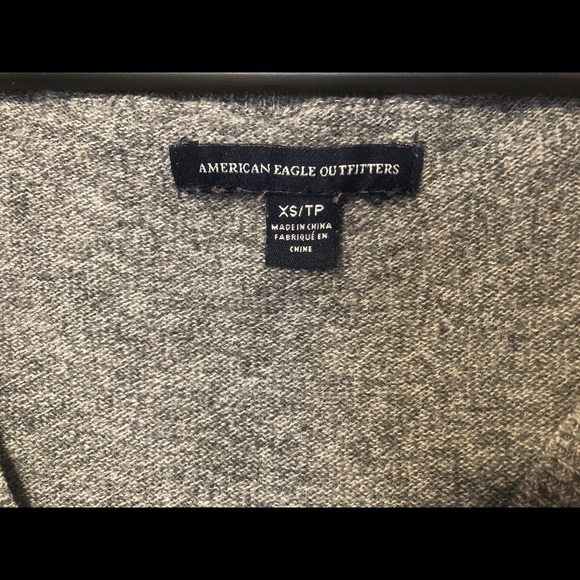 AMERICAN EAGLE OUTFITTERS
XS/TP
MADE IN CHINA
FABRIQUÉ EN
CHINE